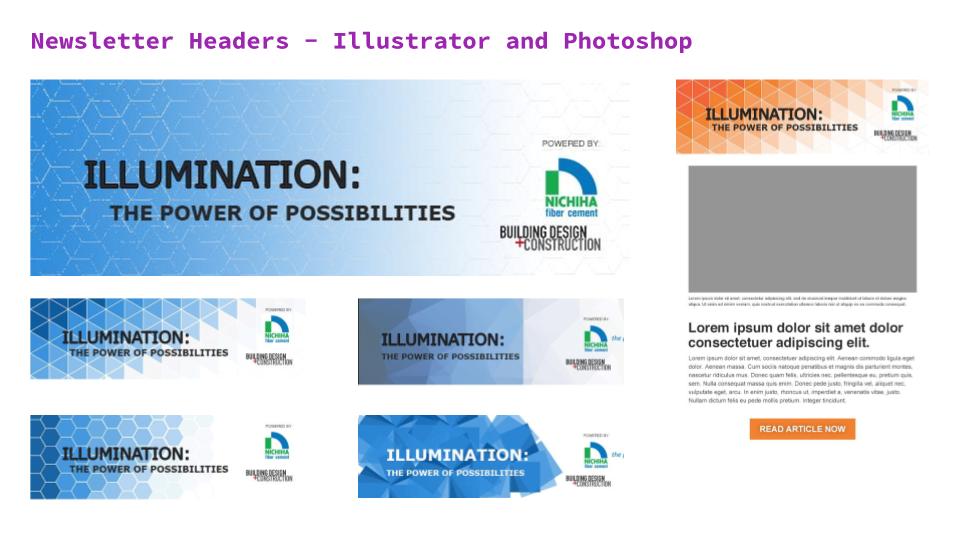 Newsletter Headers - Illustrator and Photoshop
ILLUMINATION:
THE POWER OF POSSIBILITIES
POWERED BY:
NICHIHA
fiber cement
BUILDING DESIGN
+CONSTRUCTION
ILLUMINATION:
THE POWER OF POSSIBILITIES
POWERED BY:
NICHIHA
fiber cement
BUILDING DESIGN
+CONSTRUCTION
ILLUMINATION:
THE POWER OF POSSIBILITIES
POWERED BY:
NICHIHA
fiber cement
the
BUILDING DESIGN
+CONSTRUCTION
ILLUMINATION:
THE POWER OF POSSIBILITIES
POWERED BY:
NICHIHA
fiber cement
BUILDING DESIGN
+CONSTRUCTION
ILLUMINATION:
THE POWER OF POSSIBILITIES
POWERED BY:
NICHIHA
fiber cement
the
BUILDING DESIGN
+CONSTRUCTION
ILLUMINATION:
THE POWER OF POSSIBILITIES
POWERED BY:
NICHIHA
BUILDING DESIGN
+CONSTRUCTION
Lorem ipsum dolor sit amet dolor
consectetuer adipiscing elit.
Lorem ipsum dolor sit amet, consectetuer adipiscing elit. Aenean commodo ligula eget
dolor. Aenean massa. Cum sociis natoque penatibus et magnis dis parturient montes,
nascetur ridiculus mus. Donec quam felis, ultricies nec, pellentesque eu, pretium quis,
sem. Nulla consequat massa quis enim. Donec pede justo, fringilla vel, aliquet nec,
vulputate eget, arcu. In enim justo, rhoncus ut, imperdiet a, venenatis vitae, justo.
Nullam dictum felis eu pede mollis pretium. Integer tincidunt.
READ ARTICLE NOW